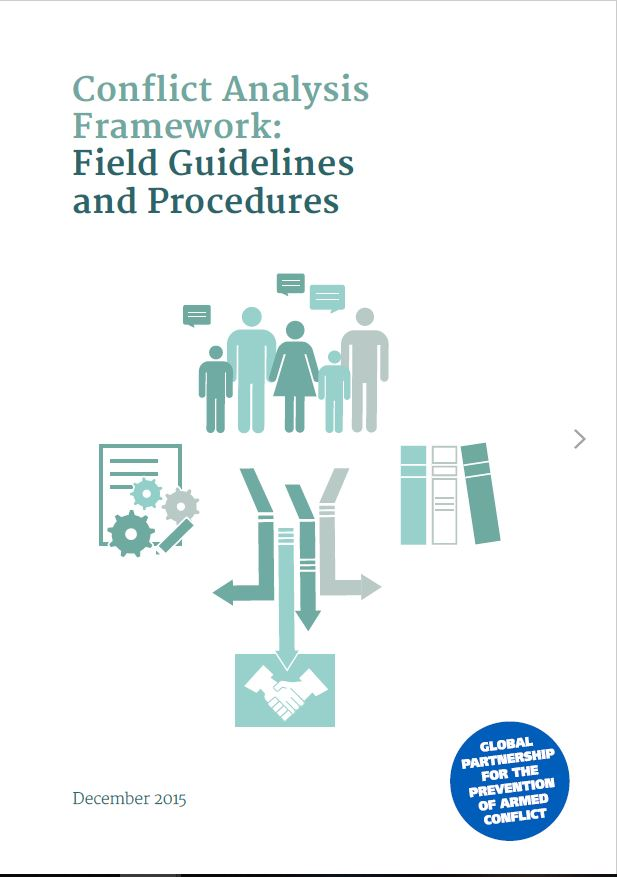 Conflict Analysis
Framework:
Field Guidelines
and Procedures
December 2015
GLOBAL
PARTNERSHIP
FOR THE
PREVENTION
OF ARMED
CONFLICT